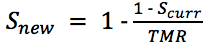 S_new = 1 - (1 - S_curr) / TMR